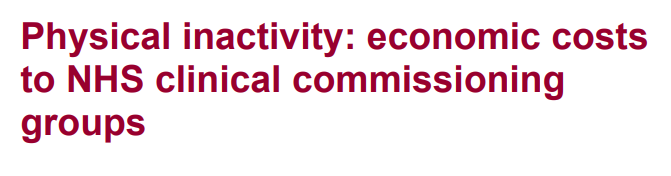 Physical inactivity: economic costs
to NHS clinical commissioning
groups